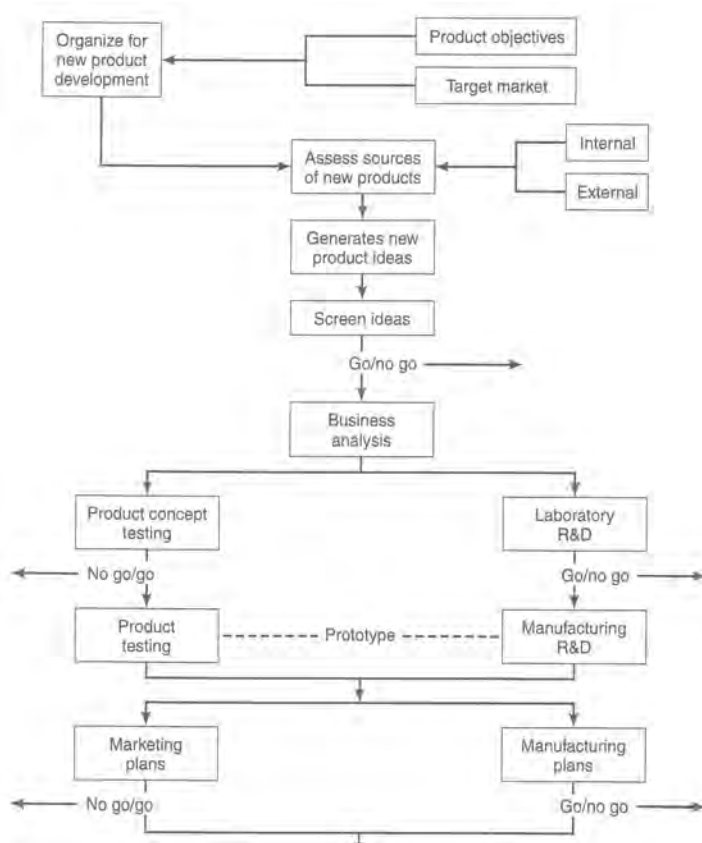 Organize for
new product
development
Product objectives
Target market
Assess sources
of new products
Internal
External
Generates new
product ideas
Screen ideas
Go/no go
Business
analysis
Product concept
testing
Laboratory
R&D
No go/go
Go/no go
Product
testing
Prototype
Manufacturing
R&D
Marketing
plans
Manufacturing
plans
No go/go
Go/no go